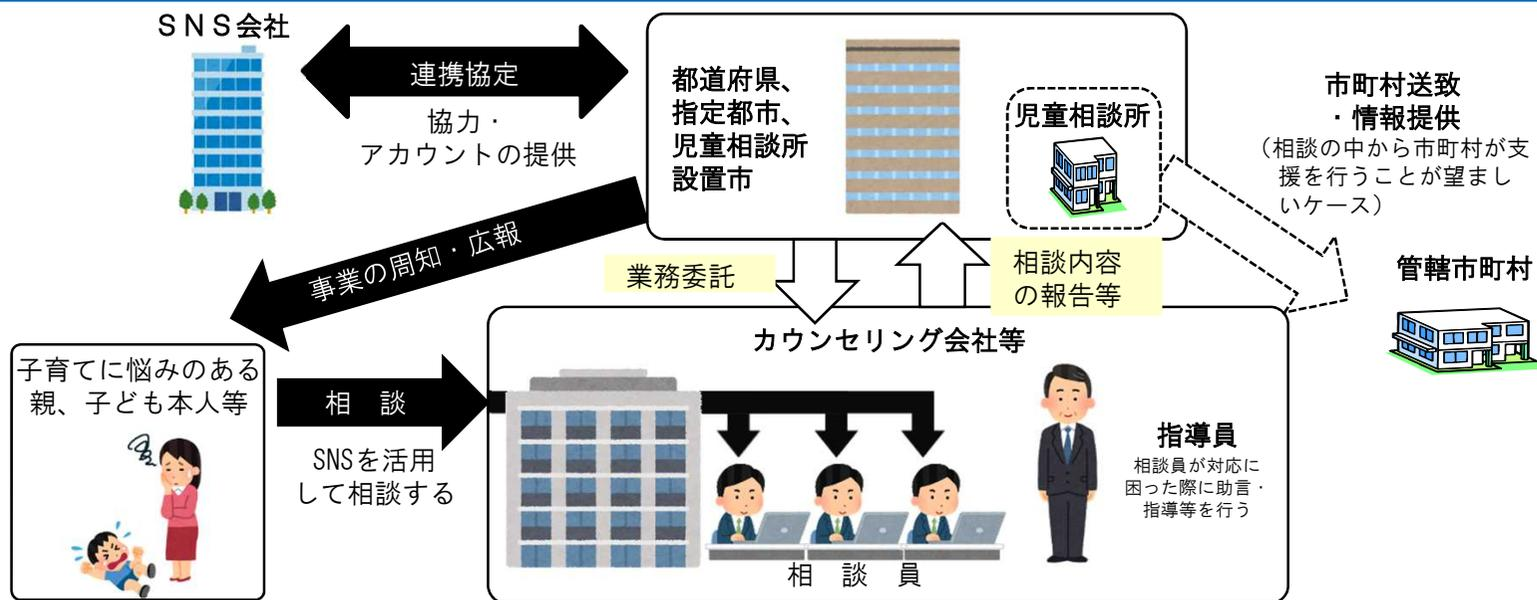 ＳＮＳ会社
連携協定
協力・
アカウントの提供
都道府県、
指定都市、
児童相談所
設置市
児童相談所
市町村送致
・情報提供
（相談の中から市町村が支
援を行うことが望まし
いケース）
管轄市町村
事業の周知・広報
業務委託
相談内容
の報告等
カウンセリング会社等
子育てに悩みのある
親、子ども本人等
相　談
SNSを活用
して相談する
指導員
相談員が対応に
困った際に助言・
指導等を行う
相　談　員